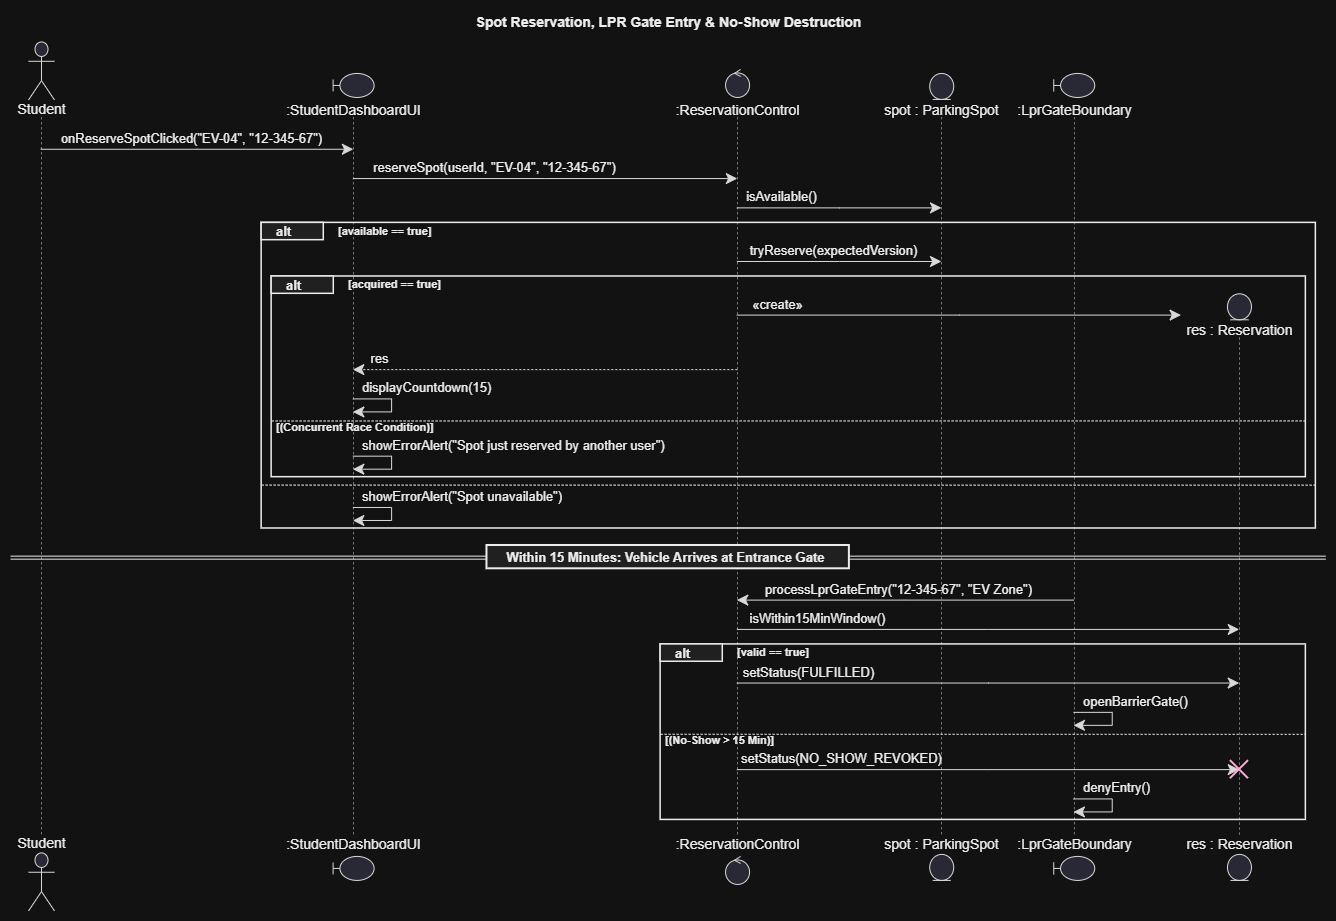 Spot Reservation, LPR Gate Entry & No-Show Destruction
Student
:StudentDashboardUI
:ReservationControl
spot : ParkingSpot
:LprGateBoundary
onReserveSpotClicked("EV-04", "12-345-67")
reserveSpot(userId, "EV-04", "12-345-67")
isAvailable()
alt
[available == true]
tryReserve(expectedVersion)
alt
[acquired == true]
«create»
res : Reservation
res
displayCountdown(15)
[(Concurrent Race Condition)]
showErrorAlert("Spot just reserved by another user")
showErrorAlert("Spot unavailable")
Within 15 Minutes: Vehicle Arrives at Entrance Gate
processLprGateEntry("12-345-67", "EV Zone")
isWithin15MinWindow()
alt
[valid == true]
setStatus(FULFILLED)
openBarrierGate()
[(No-Show > 15 Min)]
setStatus(NO_SHOW_REVOKED)
denyEntry()
Student
:StudentDashboardUI
:ReservationControl
spot : ParkingSpot
:LprGateBoundary
res : Reservation